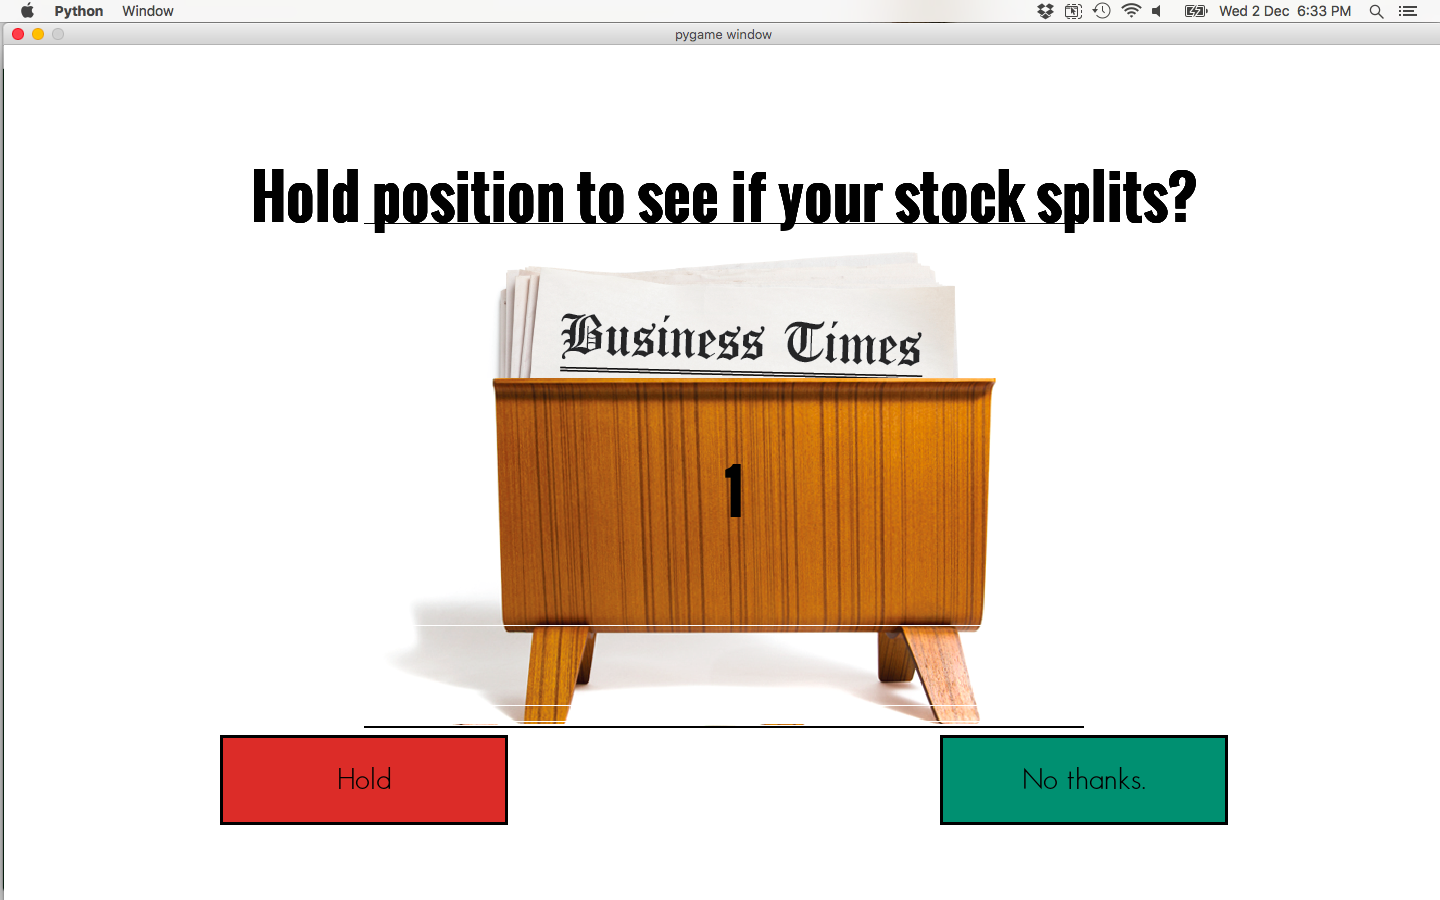 Python Window
Wed 2 Dec 6:33 PM
pygame window
Hold position to see if your stock splits?
Business Times
1
Hold
No thanks.